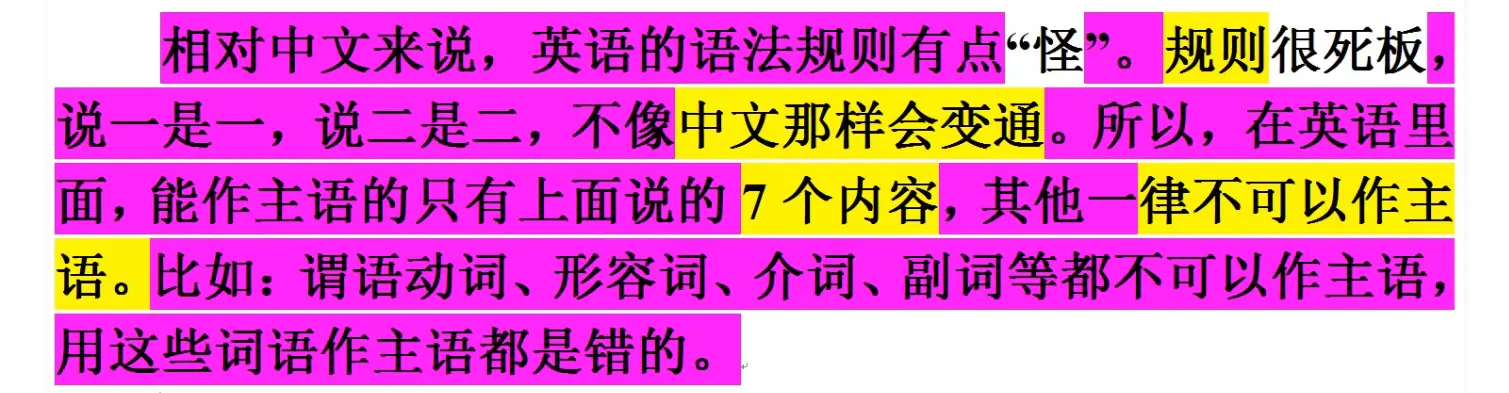 相对中文来说，英语的语法规则有点“怪”。规则很死板，
说一是一，说二是二，不像中文那样会变通。所以，在英语里
面，能作主语的只有上面说的 7 个内容，其他一律不可以作主
语。比如：谓语动词、形容词、介词、副词等都不可以作主语，
用这些词语作主语都是错的。